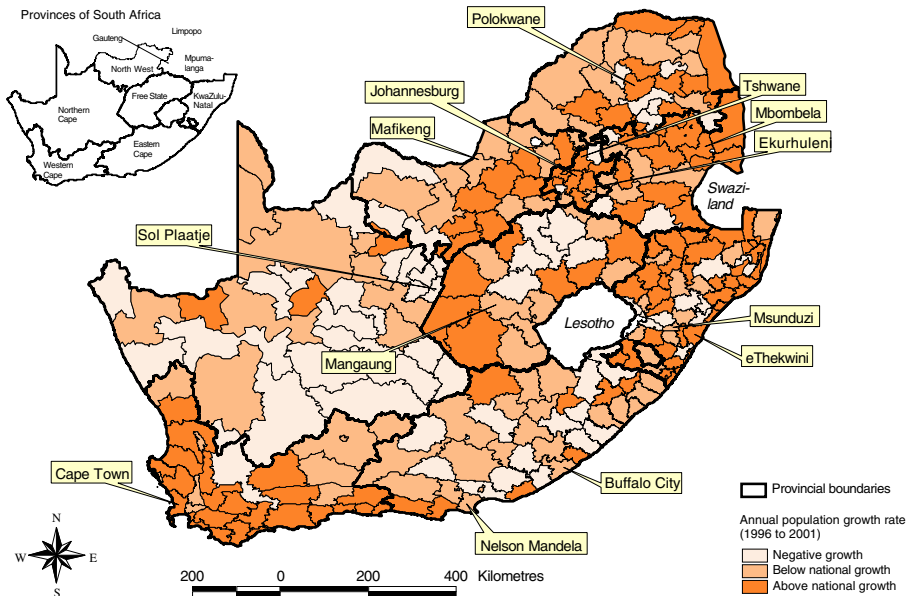 Provinces of South Africa
Limpopo
Gauteng
Mpuma-
langa
North West
Free State
KwaZulu-
Natal
Northern
Cape
Eastern
Cape
Western
Cape
Polokwane
Johannesburg
Tshwane
Mafikeng
Mbombela
Ekurhuleni
Swazi-
land
Sol Plaatje
Lesotho
Msunduzi
Mangaung
eThekwini
Cape Town
Buffalo City
Nelson Mandela
Provincial boundaries
Annual population growth rate
(1996 to 2001)
Negative growth
Below national growth
Above national growth
N
W E
S
200 0 200 400 Kilometres